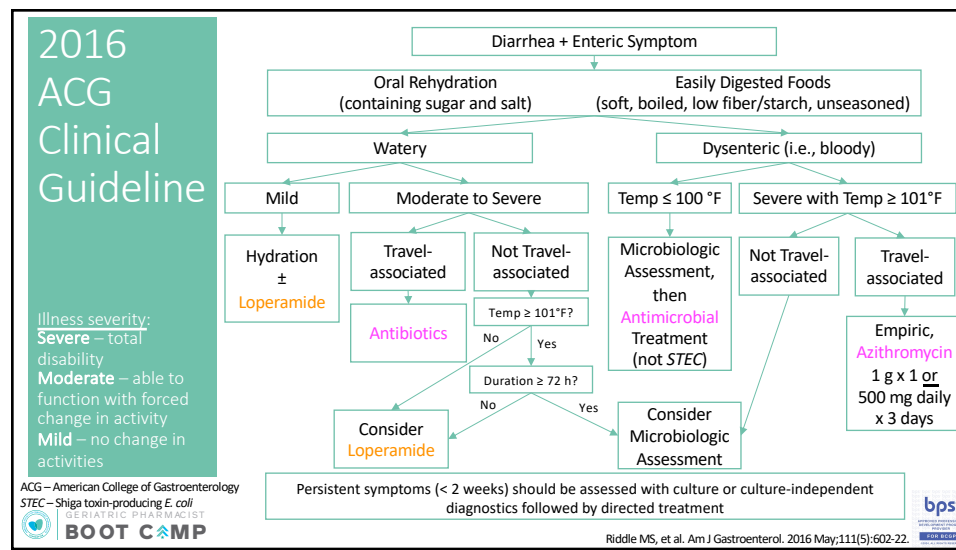 2016
ACG
Clinical
Guideline
Illness severity:
Severe – total
disability
Moderate – able to
function with forced
change in activity
Mild – no change in
activities
ACG – American College of Gastroenterology
STEC – Shiga toxin-producing E. coli
GERIATRIC PHARMACIST
BOOT CAMP
Diarrhea + Enteric Symptom
Oral Rehydration
(containing sugar and salt)
Easily Digested Foods
(soft, boiled, low fiber/starch, unseasoned)
Watery
Dysenteric (i.e., bloody)
Mild
Moderate to Severe
Temp ≤ 100 °F
Severe with Temp ≥ 101°F
Hydration
±
Loperamide
Travel-
associated
Not Travel-
associated
Microbiologic
Assessment,
then
Antimicrobial
Treatment
(not STEC)
Not Travel-
associated
Travel-
associated
Antibiotics
Temp ≥ 101°F?
No
Yes
Empiric,
Azithromycin
1 g x 1 or
500 mg daily
x 3 days
Duration ≥ 72 h?
No
Yes
Consider
Loperamide
Consider
Microbiologic
Assessment
Persistent symptoms (< 2 weeks) should be assessed with culture or culture-independent
diagnostics followed by directed treatment
Riddle MS, et al. Am J Gastroenterol. 2016 May;111(5):602-22.
bps
FOR BCGP